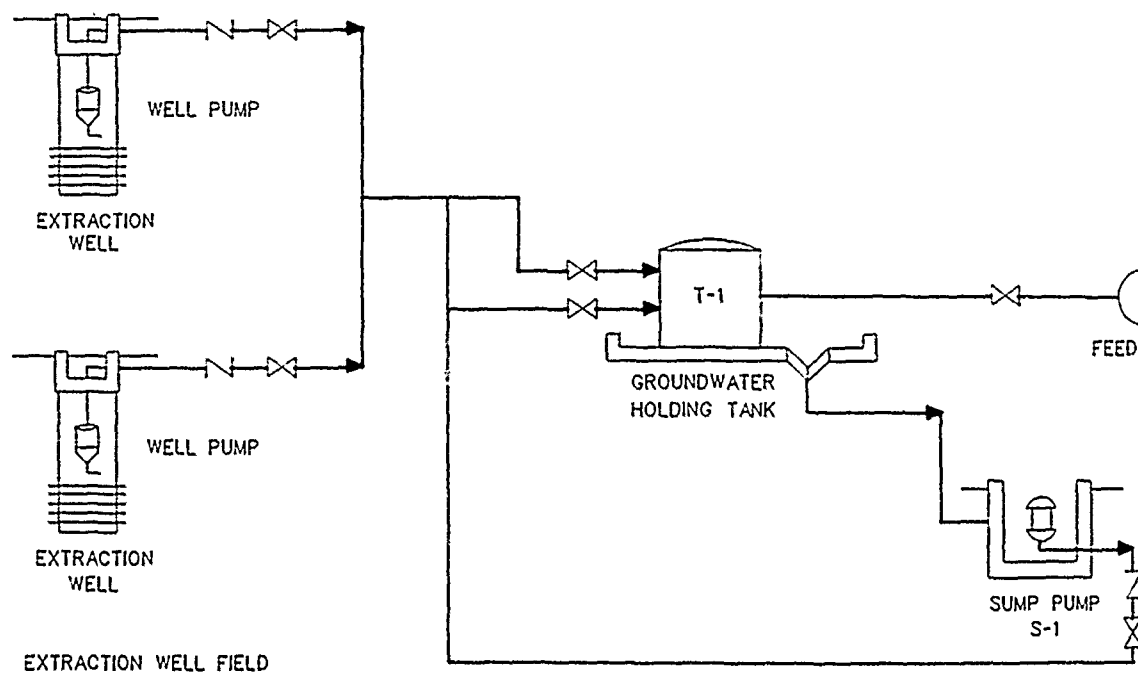 WELL PUMP
EXTRACTION
WELL
T-1
FEED
GROUNDWATER
HOLDING TANK
WELL PUMP
EXTRACTION
WELL
SUMP PUMP
S-1
EXTRACTION WELL FIELD